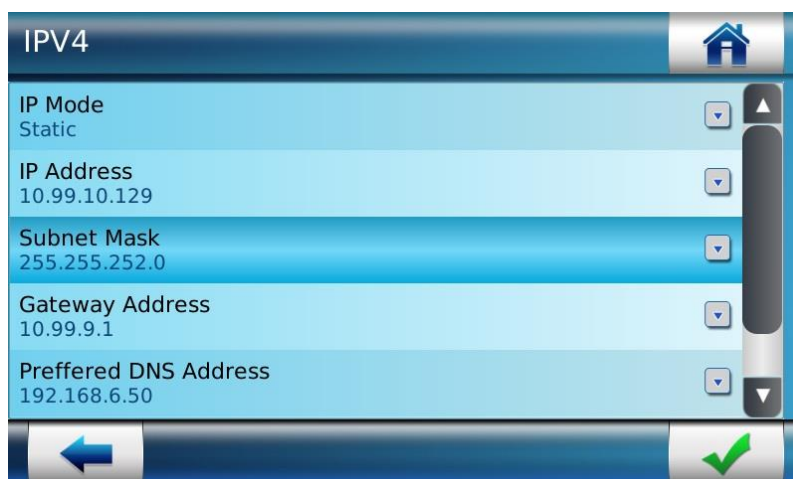 IPV4
IP Mode
Static
IP Address
10.99.10.129
Subnet Mask
255.255.252.0
Gateway Address
10.99.9.1
Preffered DNS Address
192.168.6.50